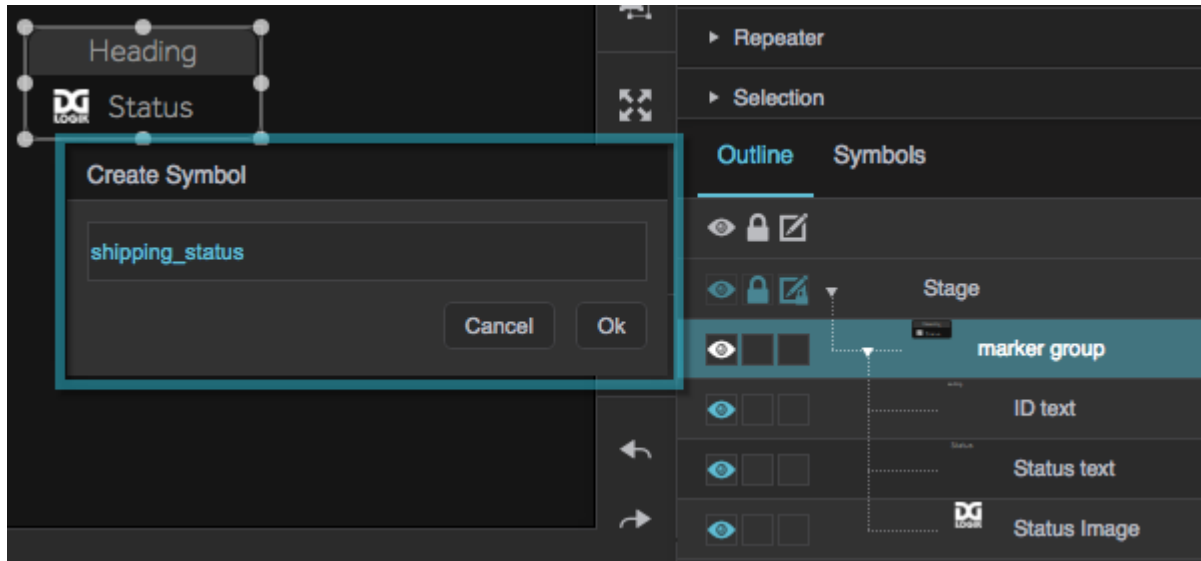 Heading
DG LOGIK Status
Create Symbol
shipping_status
Cancel Ok
Repeater
Selection
Outline Symbols
Stage
marker group
ID text
Status text
DG LOGIK Status Image